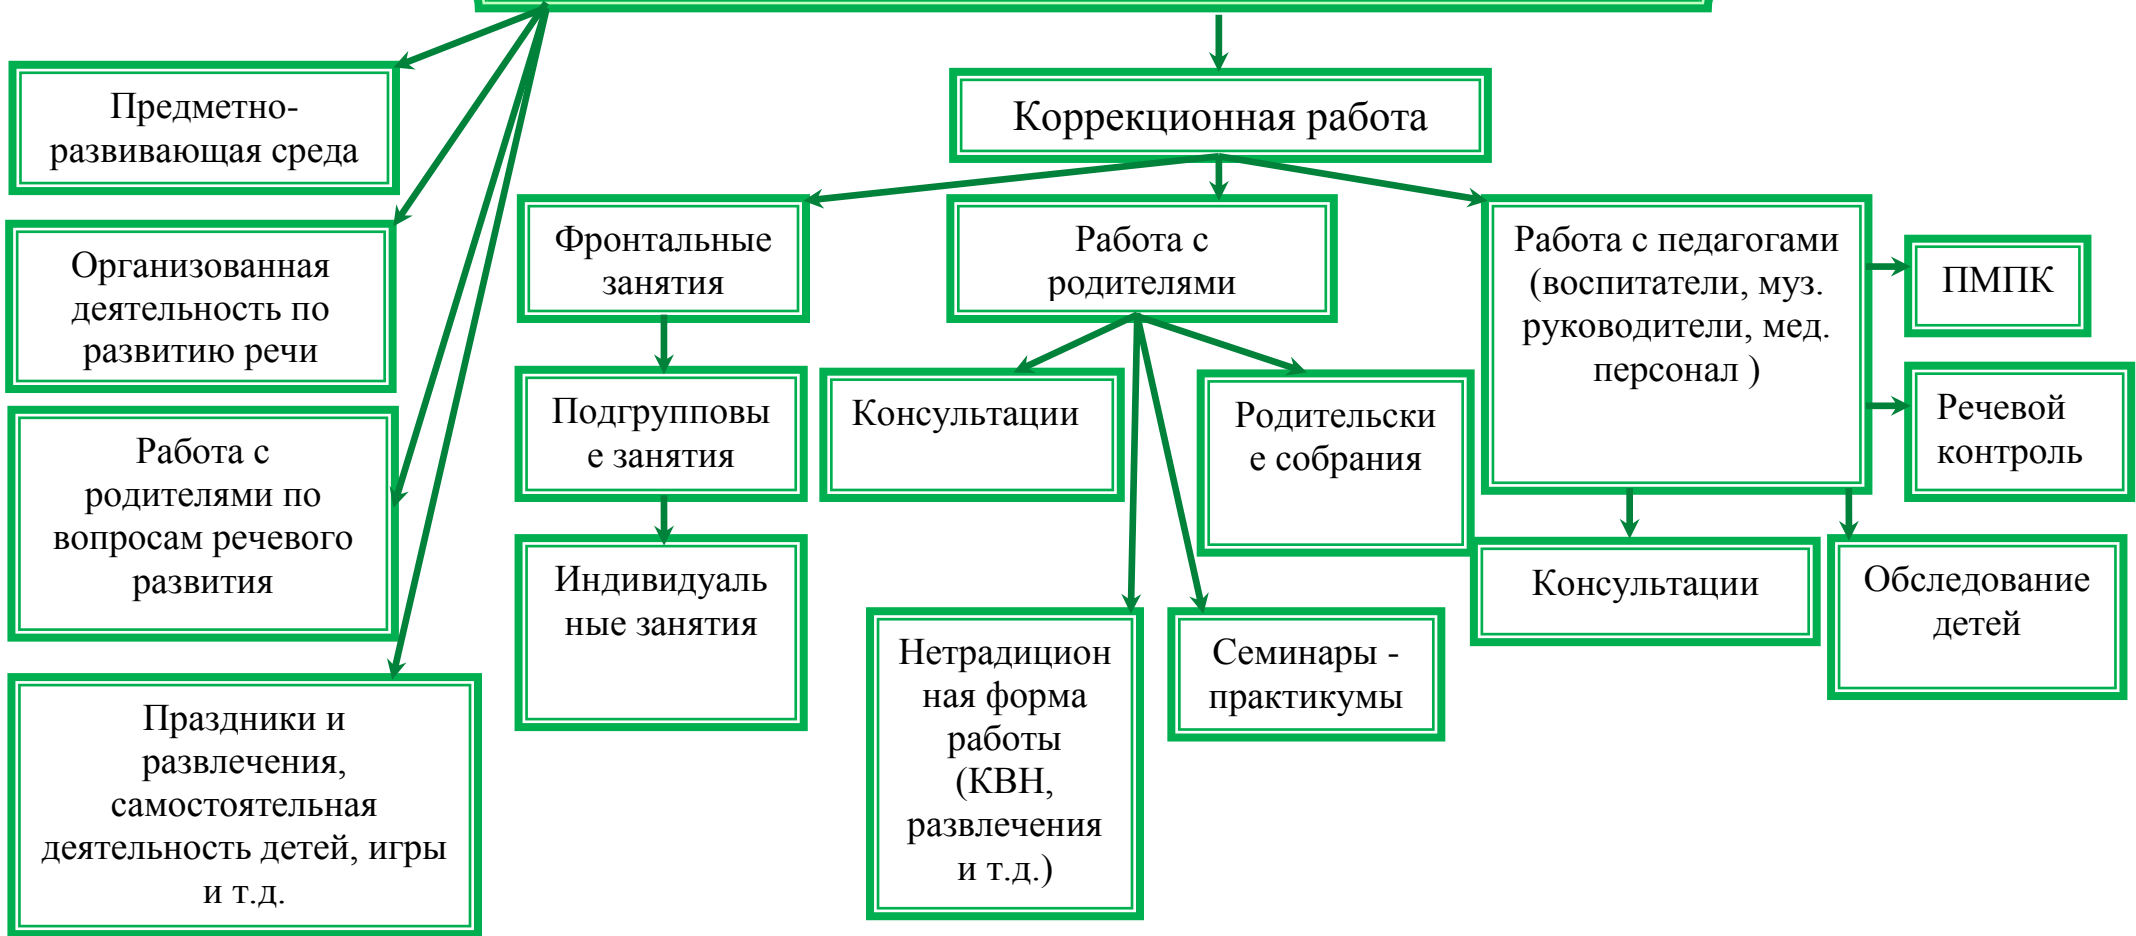 Предметно-
развивающая среда
Организованная
деятельность по
развитию речи
Работа с
родителями по
вопросам речевого
развития
Праздники и
развлечения,
самостоятельная
деятельность детей, игры
и т.д.
Коррекционная работа
Фронтальные
занятия
Подгрупповы
е занятия
Индивидуаль
ные занятия
Работа с
родителями
Консультации
Родительски
е собрания
Нетрадицион
ная форма
работы
(КВН,
развлечения
и т.д.)
Семинары -
практикумы
Работа с педагогами
(воспитатели, муз.
руководители, мед.
персонал )
ПМПК
Речевой
контроль
Консультации
Обследование
детей